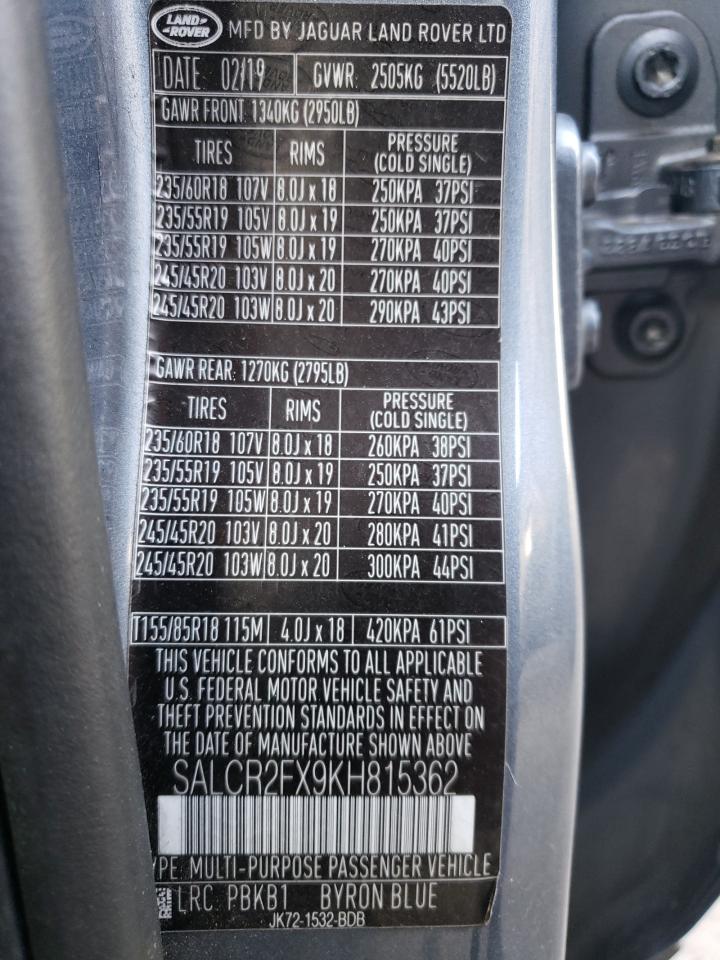 LAND ROVER MFD BY JAGUAR LAND ROVER LTD
DATE 02/19 GVWR 2505KG (5520LB)
GAWR FRONT 1340KG (2950LB)
TIRES RIMS PRESSURE (COLD SINGLE)
235/60R18 107V 8.0J x 18 250KPA 37PSI
235/55R19 105V 8.0J x 19 250KPA 37PSI
235/55R19 105W 8.0J x 19 270KPA 40PSI
245/45R20 103V 8.0J x 20 270KPA 40PSI
245/45R20 103W 8.0J x 20 290KPA 43PSI
GAWR REAR 1270KG (2795LB)
TIRES RIMS PRESSURE (COLD SINGLE)
235/60R18 107V 8.0J x 18 260KPA 38PSI
235/55R19 105V 8.0J x 19 250KPA 37PSI
235/55R19 105W 8.0J x 19 270KPA 40PSI
245/45R20 103V 8.0J x 20 280KPA 41PSI
245/45R20 103W 8.0J x 20 300KPA 44PSI
T155/85R18 115M 4.0J x 18 420KPA 61PSI
THIS VEHICLE CONFORMS TO ALL APPLICABLE
U.S. FEDERAL MOTOR VEHICLE SAFETY AND
THEFT PREVENTION STANDARDS IN EFFECT ON
THE DATE OF MANUFACTURE SHOWN ABOVE
SALCR2FX9KH815362
YPE: MULTI-PURPOSE PASSENGER VEHICLE
LRC PBKB1 BYRON BLUE
JK72-1532-BDB